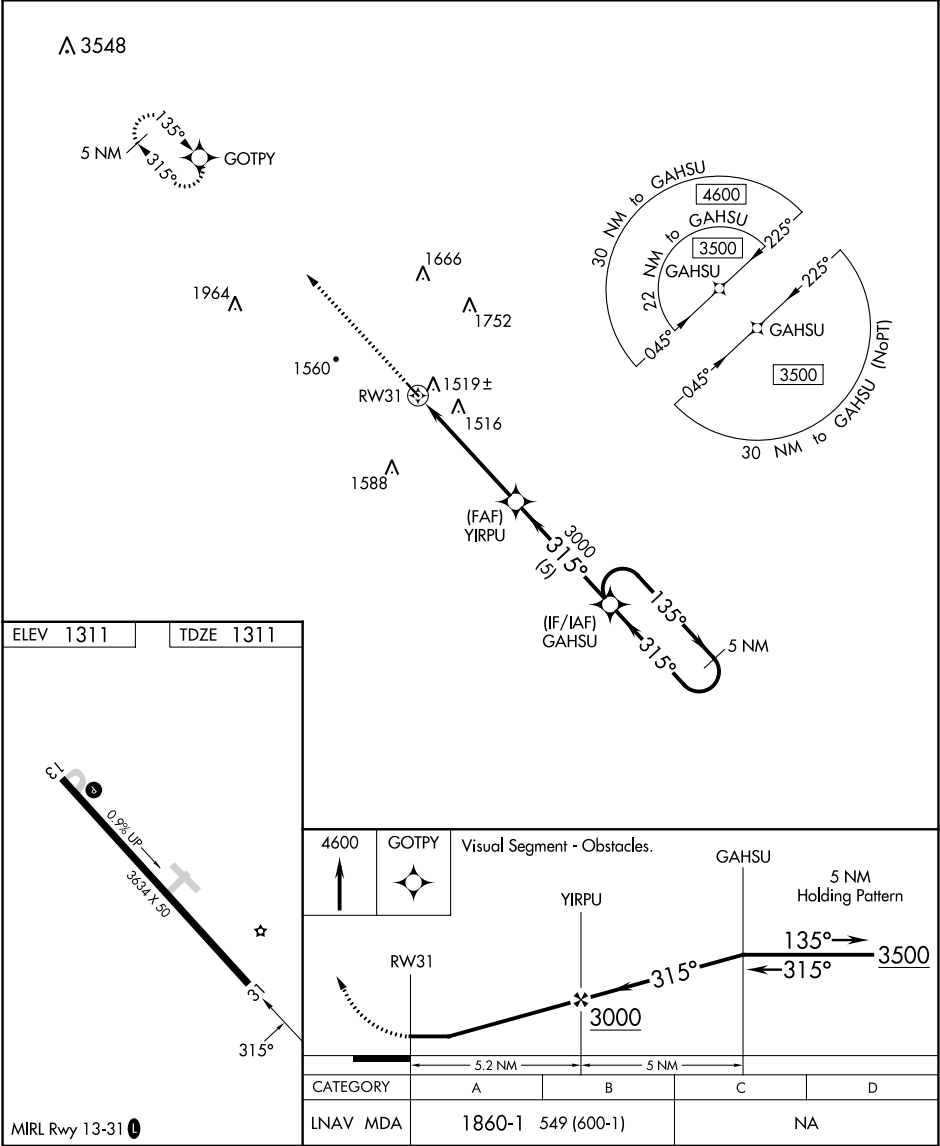 3548
135°
5 NM
315°
GOTPY
30 NM to GAHSU
4600
22 NM to GAHSU
3500
GAHSU
225°
045°
225°
GAHSU
045°
3500
30 NM to GAHSU (NoPT)
1666
1964
1752
1560
RW31
1519±
1516
1588
(FAF)
YIRPU
3000
315°
(5)
(IF/IAF)
GAHSU
135°
315°
5 NM
ELEV 1311
TDZE 1311
13
P
0.9% UP
3634 X 50
31
315°
MIRL Rwy 13-31 L
4600
GOTPY
Visual Segment - Obstacles.
GAHSU
5 NM
Holding Pattern
YIRPU
135°
3500
315°
315°
RW31
3000
5.2 NM
5 NM
CATEGORY A B C D
LNAV MDA 1860-1 549 (600-1) NA